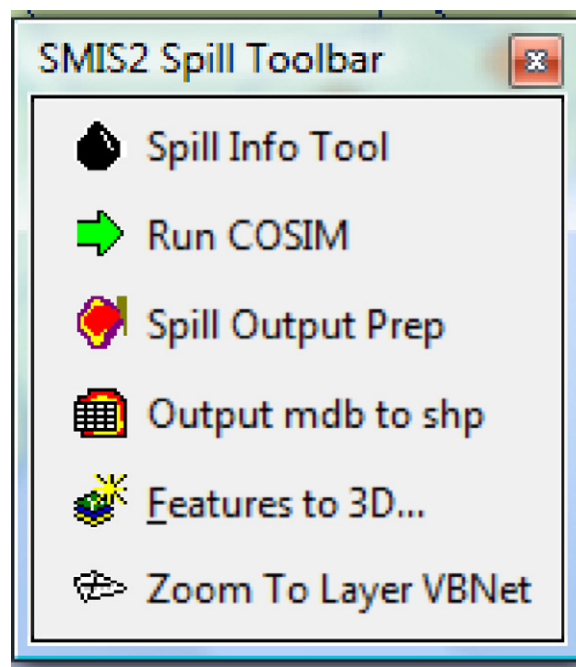 SMIS2 Spill Toolbar
Spill Info Tool
Run COSIM
Spill Output Prep
Output mdb to shp
Features to 3D...
Zoom To Layer VBNet